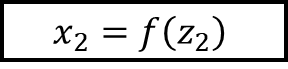 x₂ = f(z₂)